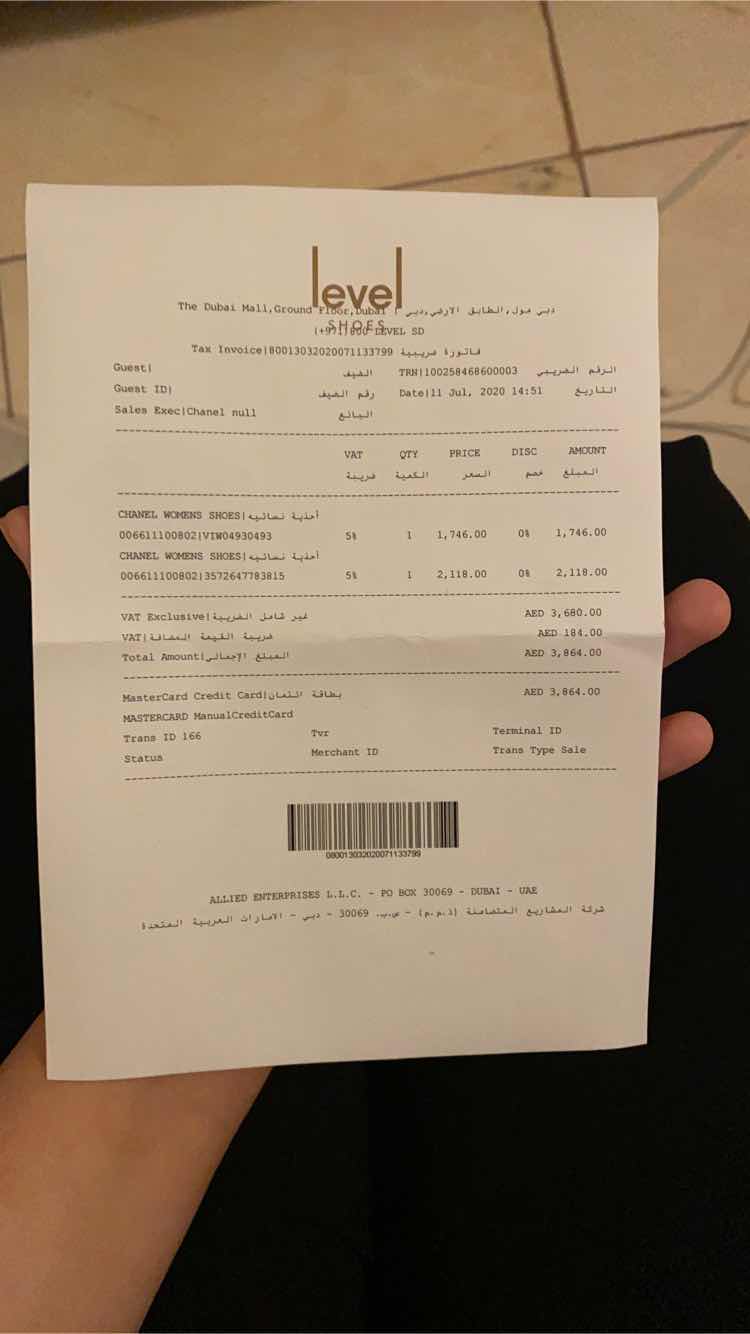 level
SHOES
The Dubai Mall,Ground Floor,Dubai | دبي مول,الطابق الارضي,دبي
(+971)800 LEVEL SD
Tax Invoice|80013032020071133799 فاتورة ضريبية
Guest| الضيف TRN|100258468600003 الرقم الضريبي
Guest ID| رقم الضيف Date|11 Jul, 2020 14:51 التاريخ
Sales Exec|Chanel null البائع
VAT QTY PRICE DISC AMOUNT
ضريبة الكمية السعر خصم المبلغ
CHANEL WOMENS SHOES|أحذية نسائيه
006611100802|VIW04930493 5% 1 1,746.00 0% 1,746.00
CHANEL WOMENS SHOES|أحذية نسائيه
006611100802|3572647783815 5% 1 2,118.00 0% 2,118.00
VAT Exclusive|غير شامل الضريبة AED 3,680.00
VAT|ضريبة القيمة المضافة AED 184.00
Total Amount|المبلغ الإجمالي AED 3,864.00
MasterCard Credit Card|بطاقة ائتمان AED 3,864.00
MASTERCARD ManualCreditCard
Trans ID 166 Tvr Terminal ID
Status Merchant ID Trans Type Sale
080013032020071133799
ALLIED ENTERPRISES L.L.C. - PO BOX 30069 - DUBAI - UAE
شركة المشاريع المتضامنة (ذ.م.م) - ص.ب. 30069 - دبي - الامارات العربية المتحدة